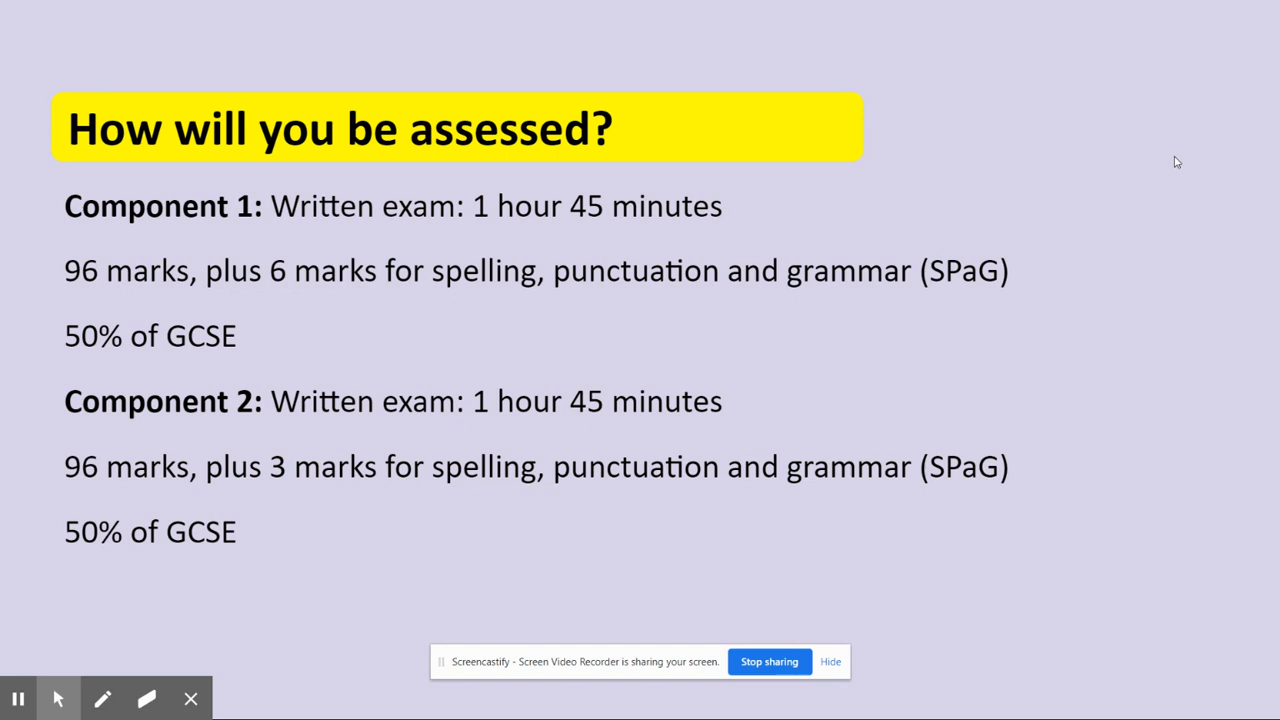 How will you be assessed?
Component 1: Written exam: 1 hour 45 minutes
96 marks, plus 6 marks for spelling, punctuation and grammar (SPaG)
50% of GCSE
Component 2: Written exam: 1 hour 45 minutes
96 marks, plus 3 marks for spelling, punctuation and grammar (SPaG)
50% of GCSE
Screencastify - Screen Video Recorder is sharing your screen. Stop sharing Hide